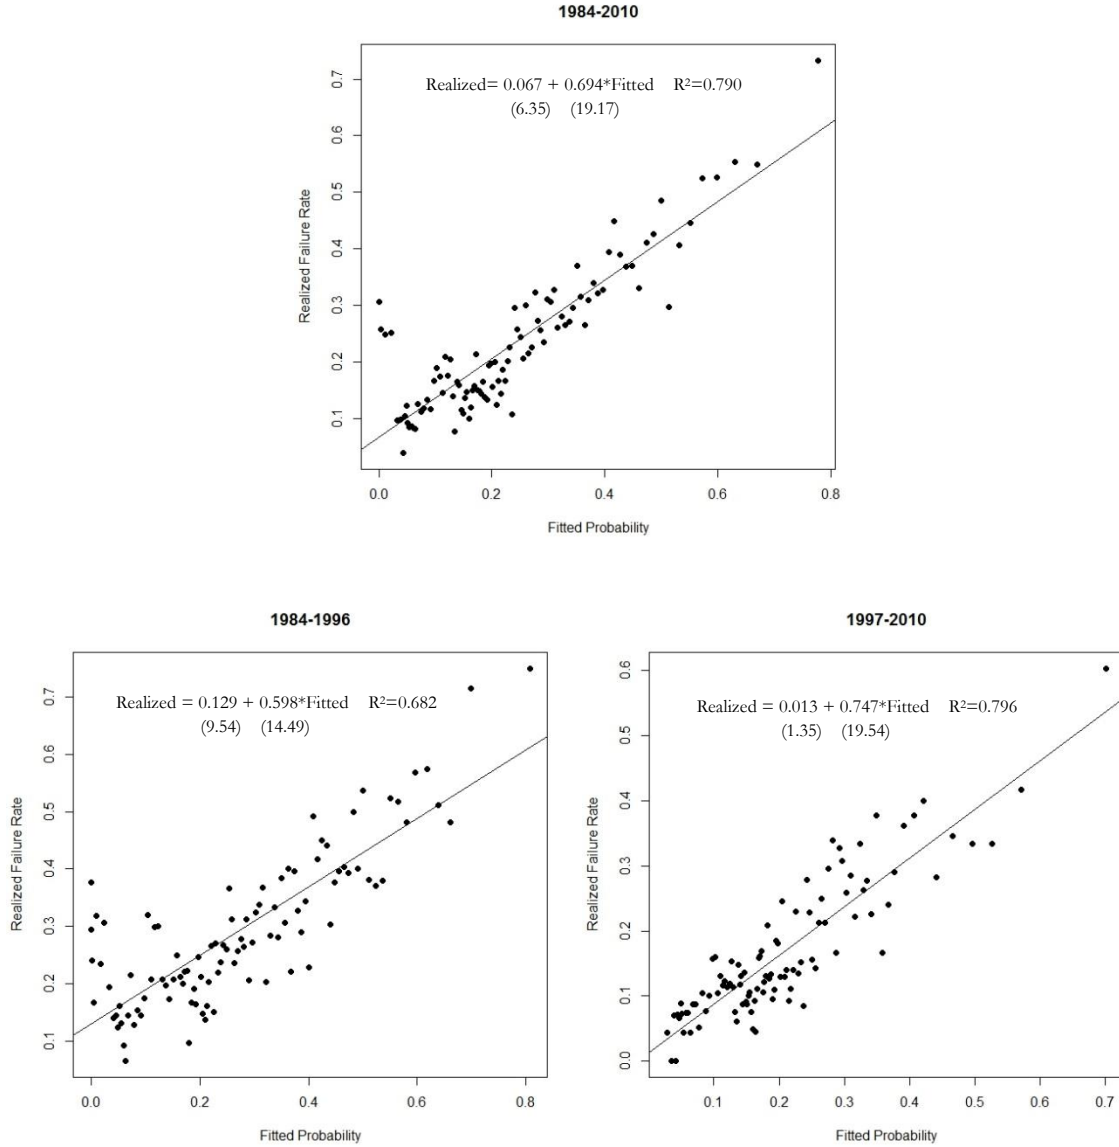 1984-2010
Realized= 0.067 + 0.694*Fitted R²=0.790
(6.35) (19.17)
Realized Failure Rate
0.7
0.6
0.5
0.4
0.3
0.2
0.1
0.0 0.2 0.4 0.6 0.8
Fitted Probability
1984-1996
Realized = 0.129 + 0.598*Fitted R²=0.682
(9.54) (14.49)
Realized Failure Rate
0.7
0.6
0.5
0.4
0.3
0.2
0.1
0.0 0.2 0.4 0.6 0.8
Fitted Probability
1997-2010
Realized = 0.013 + 0.747*Fitted R²=0.796
(1.35) (19.54)
Realized Failure Rate
0.6
0.5
0.4
0.3
0.2
0.1
0.0
0.1 0.2 0.3 0.4 0.5 0.6 0.7
Fitted Probability